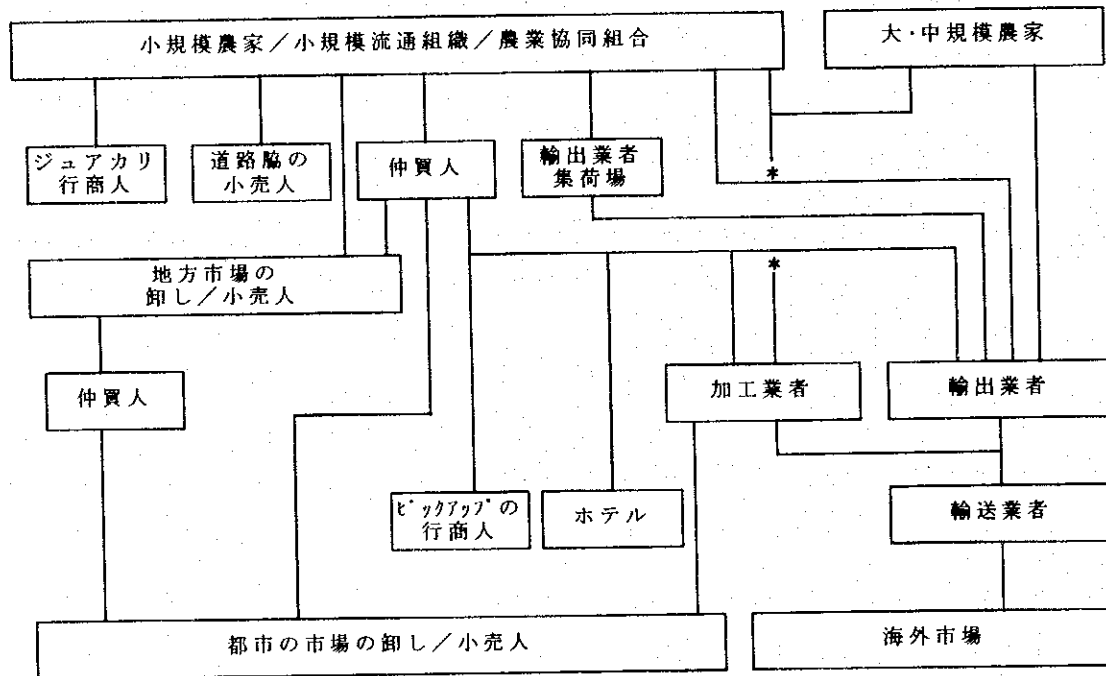 小規模農家／小規模流通組織／農業協同組合
大・中規模農家
ジュアカリ
行商人
道路脇の
小売人
仲買人
輸出業者
集荷場
*
地方市場の
卸し／小売人
*
仲買人
加工業者
輸出業者
ﾋﾟｯｸｱｯﾌﾟの
行商人
ホテル
輸送業者
都市の市場の卸し／小売人
海外市場